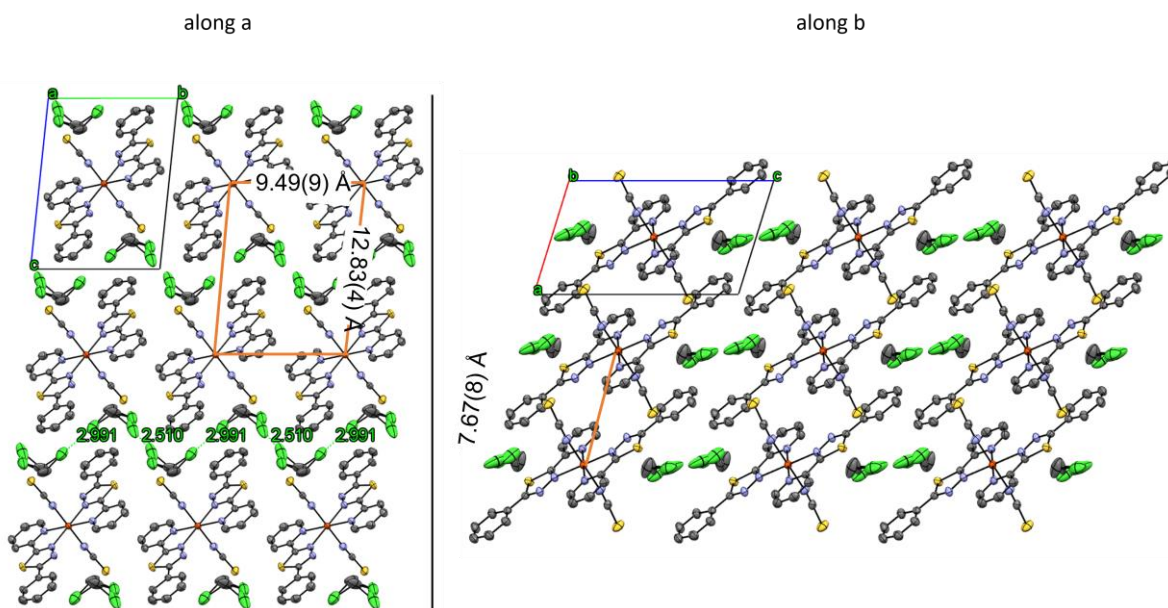 along a
along b
a
b
9.49(9) Å
12.83(4) Å
c
2.991
2.510
2.991
2.510
2.991
b
c
a
7.67(8) Å